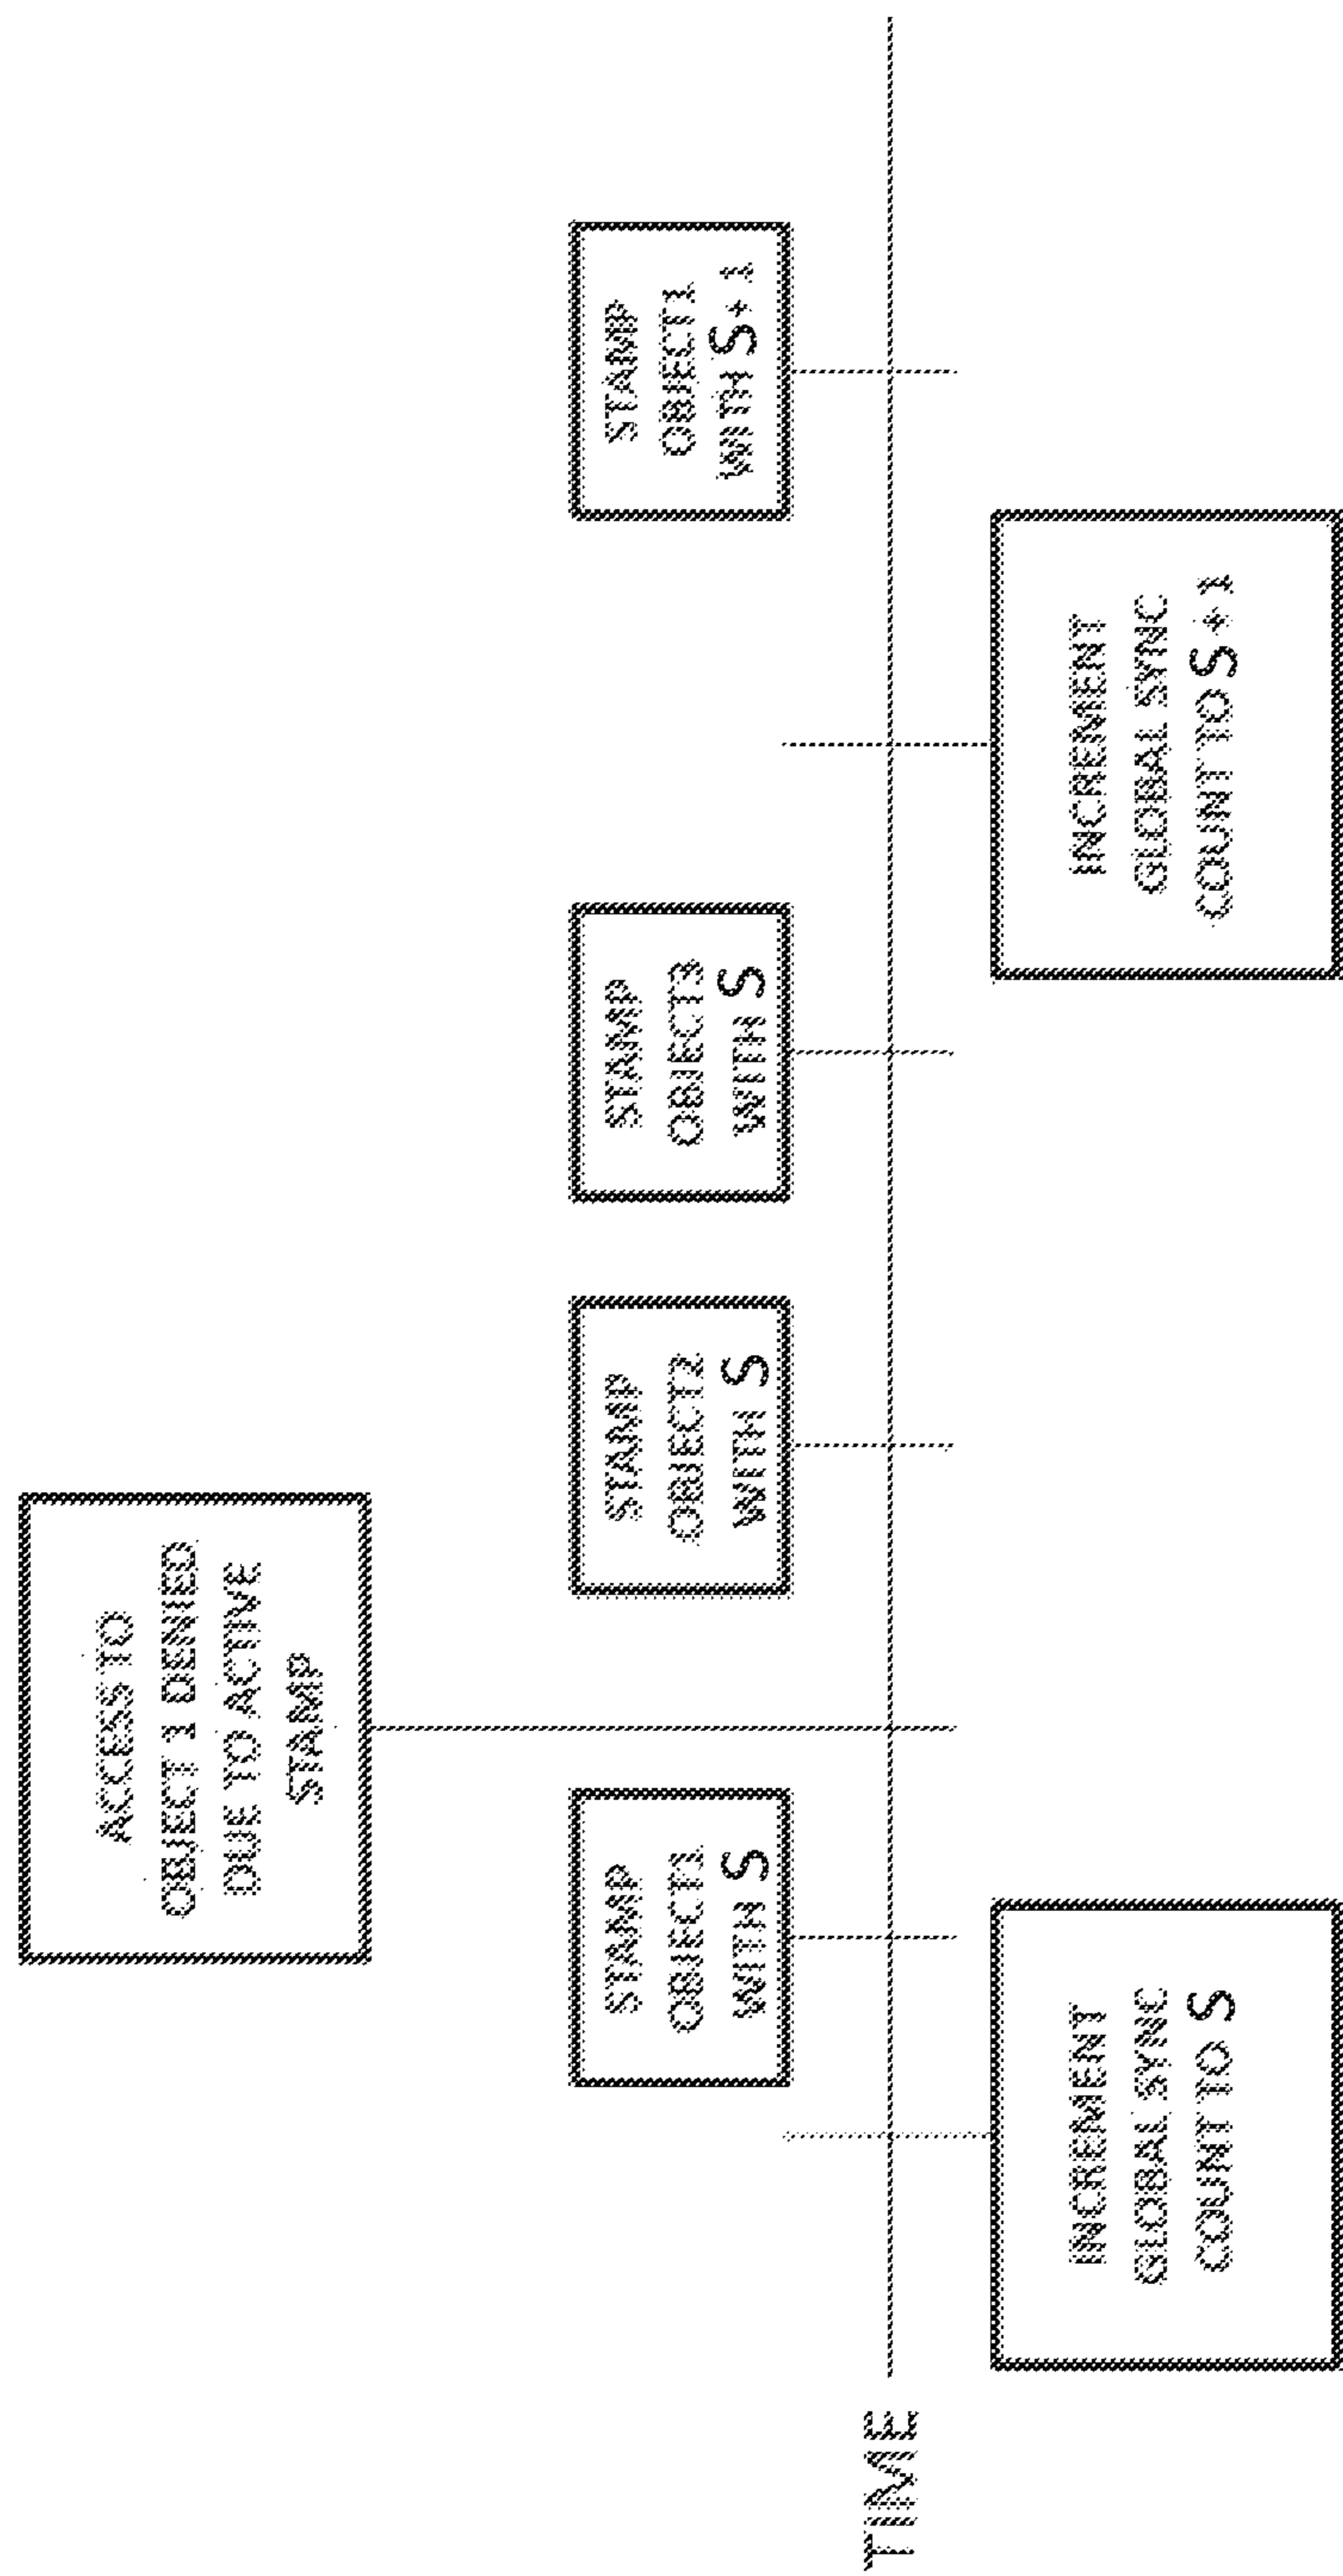 ACCESS TO
OBJECT 1 DENIED
DUE TO ACTIVE
STAMP
STAMP
OBJECT1
WITH S
STAMP
OBJECT2
WITH S
STAMP
OBJECT3
WITH S
STAMP
OBJECT1
WITH S + 1
TIME
INCREMENT
GLOBAL SYNC
COUNT TO S
INCREMENT
GLOBAL SYNC
COUNT TO S + 1